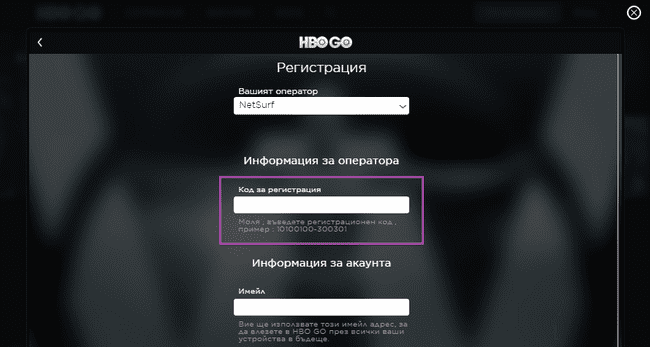 HBO GO
Регистрация
Вашият оператор
NetSurf
Информация за оператора
Код за регистрация
Моля , въведете регистрационен код ,
пример : 10100100-300301
Информация за акаунта
Имейл
Вие ще използвате този имейл адрес, за
да влезете в HBO GO през всички ваши
устройства в бъдеще.